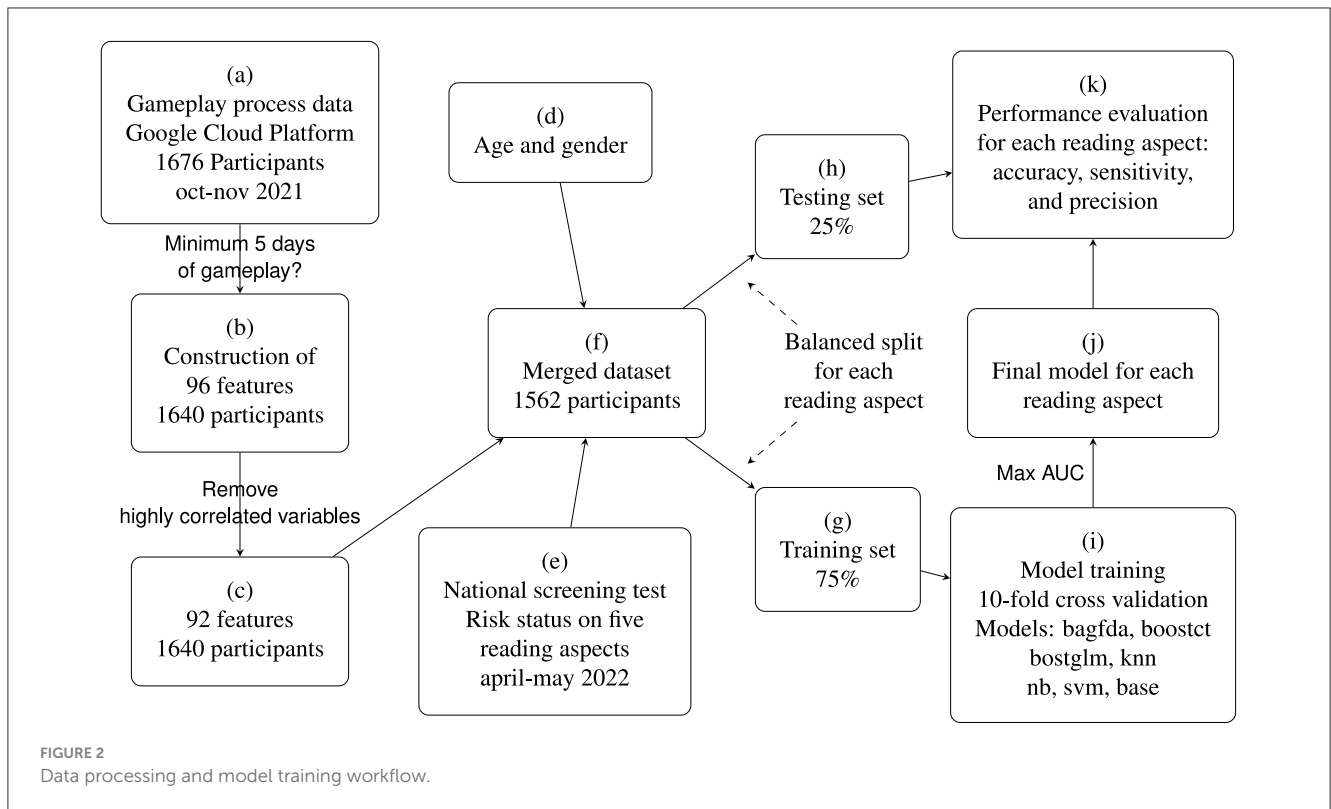 (a)
Gameplay process data
Google Cloud Platform
1676 Participants
oct-nov 2021
Minimum 5 days
of gameplay?
(b)
Construction of
96 features
1640 participants
Remove
highly correlated variables
(c)
92 features
1640 participants
(d)
Age and gender
(f)
Merged dataset
1562 participants
(e)
National screening test
Risk status on five
reading aspects
april-may 2022
(h)
Testing set
25%
Balanced split
for each
reading aspect
(g)
Training set
75%
(k)
Performance evaluation
for each reading aspect:
accuracy, sensitivity,
and precision
(j)
Final model for each
reading aspect
Max AUC
(i)
Model training
10-fold cross validation
Models: bagfda, boostct
bostglm, knn
nb, svm, base
FIGURE 2
Data processing and model training workflow.